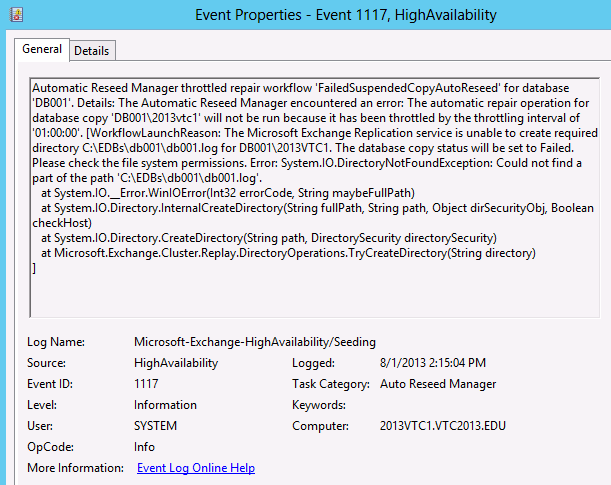 Event Properties - Event 1117, HighAvailability
General
Details
Automatic Reseed Manager throttled repair workflow 'FailedSuspendedCopyAutoReseed' for database
'DB001'. Details: The Automatic Reseed Manager encountered an error: The automatic repair operation for
database copy 'DB001\2013vtc1' will not be run because it has been throttled by the throttling interval of
'01:00:00'. [WorkflowLaunchReason: The Microsoft Exchange Replication service is unable to create required
directory C:\EDBs\db001\db001.log for DB001\2013VTC1. The database copy status will be set to Failed.
Please check the file system permissions. Error: System.IO.DirectoryNotFoundException: Could not find a
part of the path 'C:\EDBs\db001\db001.log'.
at System.IO.__Error.WinIOError(Int32 errorCode, String maybeFullPath)
at System.IO.Directory.InternalCreateDirectory(String fullPath, String path, Object dirSecurityObj, Boolean
checkHost)
at System.IO.Directory.CreateDirectory(String path, DirectorySecurity directorySecurity)
at Microsoft.Exchange.Cluster.Replay.DirectoryOperations.TryCreateDirectory(String directory)
]
Log Name: Microsoft-Exchange-HighAvailability/Seeding
Source: HighAvailability Logged: 8/1/2013 2:15:04 PM
Event ID: 1117 Task Category: Auto Reseed Manager
Level: Information Keywords:
User: SYSTEM Computer: 2013VTC1.VTC2013.EDU
OpCode: Info
More Information: Event Log Online Help